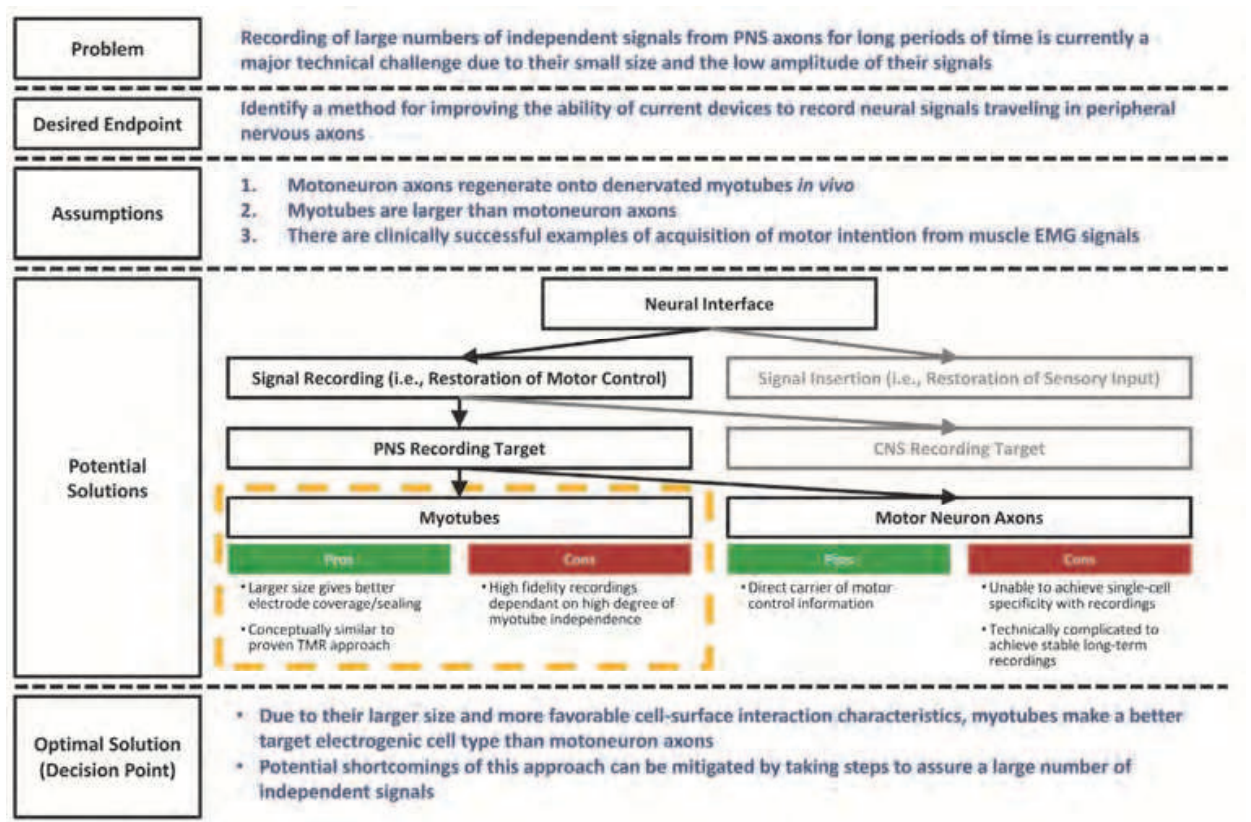 Problem
Recording of large numbers of independent signals from PNS axons for long periods of time is currently a
major technical challenge due to their small size and the low amplitude of their signals
Desired Endpoint
Identify a method for improving the ability of current devices to record neural signals traveling in peripheral
nervous axons
Assumptions
1. Motoneuron axons regenerate onto denervated myotubes in vivo
2. Myotubes are larger than motoneuron axons
3. There are clinically successful examples of acquisition of motor intention from muscle EMG signals
Potential
Solutions
Neural Interface
Signal Recording (i.e., Restoration of Motor Control)
Signal Insertion (i.e., Restoration of Sensory Input)
PNS Recording Target
CNS Recording Target
Myotubes
Pros
• Larger size gives better
electrode coverage/sealing
• Conceptually similar to
proven TMR approach
Cons
• High fidelity recordings
dependant on high degree of
myotube independence
Motor Neuron Axons
Pros
• Direct carrier of motor
control information
Cons
• Unable to achieve single-cell
specificity with recordings
• Technically complicated to
achieve stable long-term
recordings
Optimal Solution
(Decision Point)
• Due to their larger size and more favorable cell-surface interaction characteristics, myotubes make a better
target electrogenic cell type than motoneuron axons
• Potential shortcomings of this approach can be mitigated by taking steps to assure a large number of
independent signals